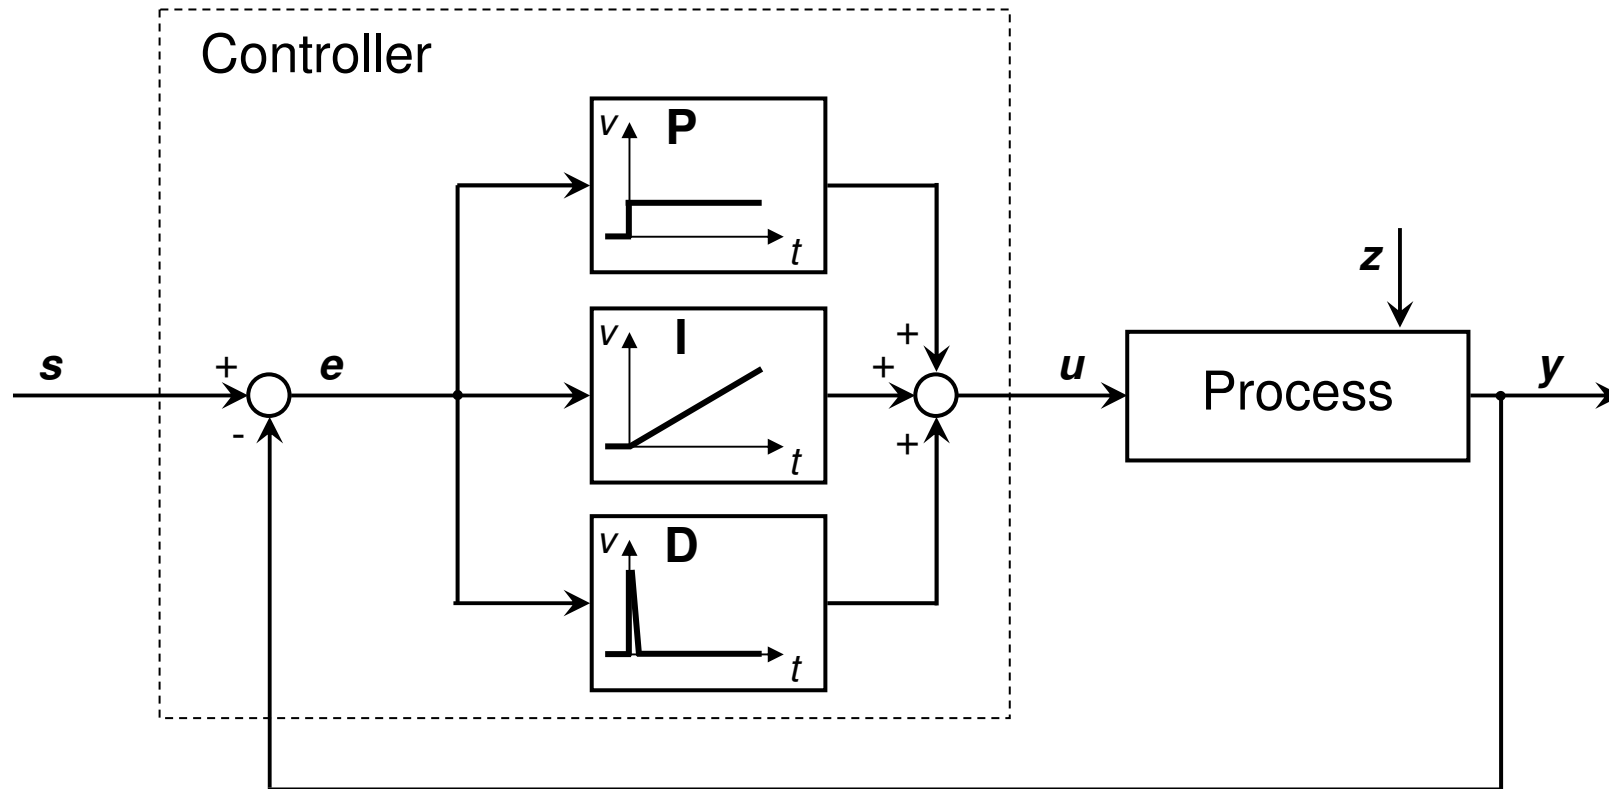 Controller
v P
t
v I
t
v D
t
s + - e
+ + +
u
z
Process
y